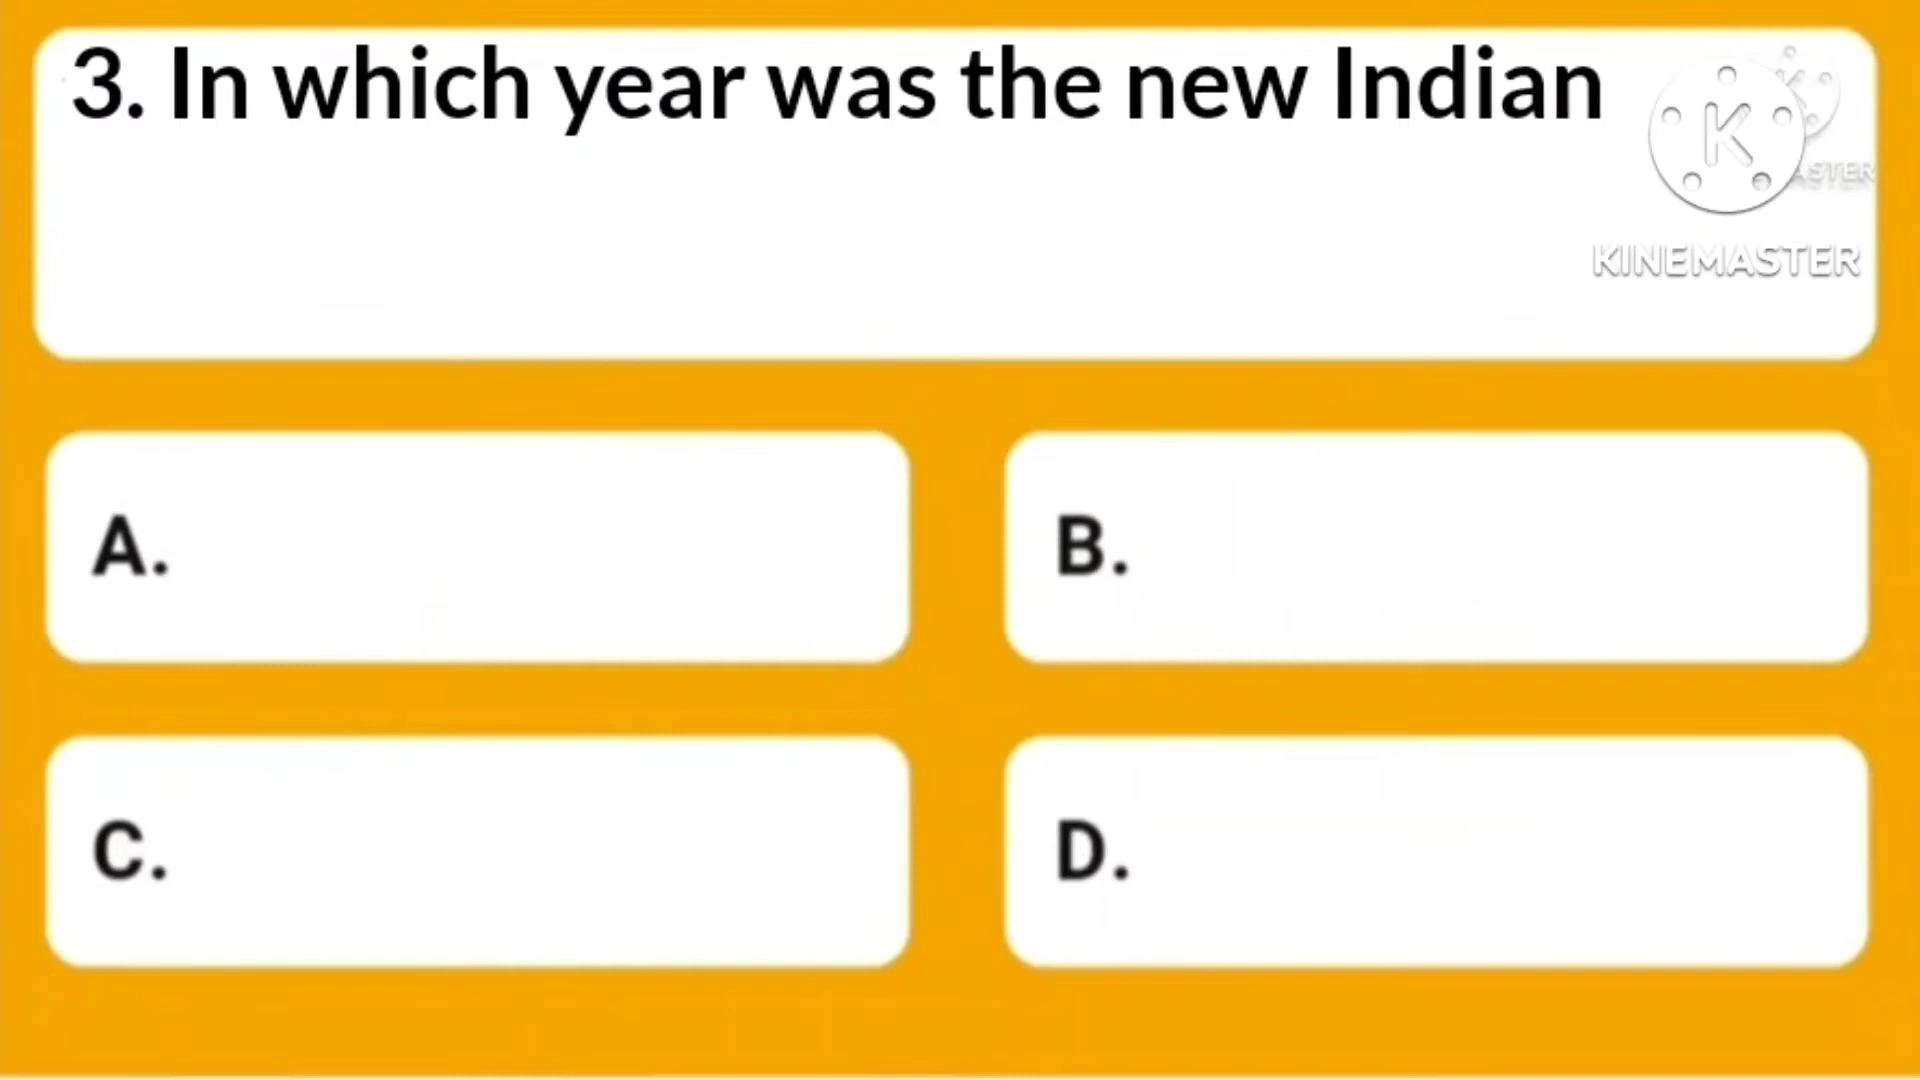 3. In which year was the new Indian
KINEMASTER
A.
B.
C.
D.